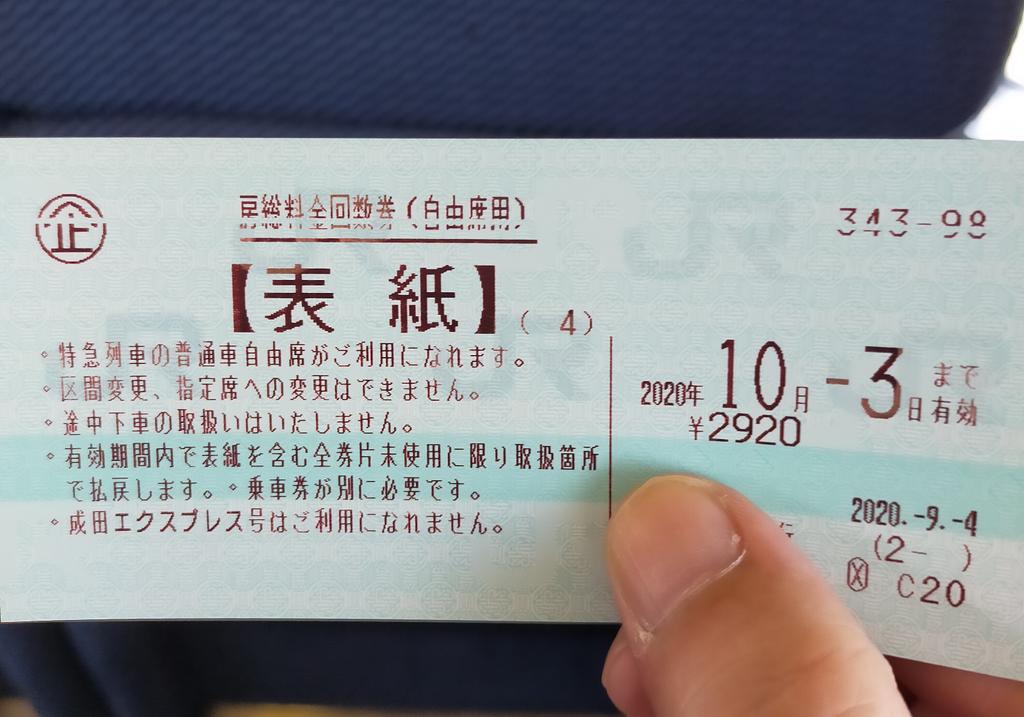 企 房総料金回数券(自由席用) 343-98
【表 紙】( 4)
・特急列車の普通車自由席がご利用になれます。
・区間変更、指定席への変更はできません。
・途中下車の取扱いはいたしません。
・有効期間内で表紙を含む全券片未使用に限り取扱箇所
で払戻します。・乗車券が別に必要です。
・成田エクスプレス号はご利用になれません。
2020年 10月-3日まで有効
¥2920
2020.-9.-4
(2- )
C20